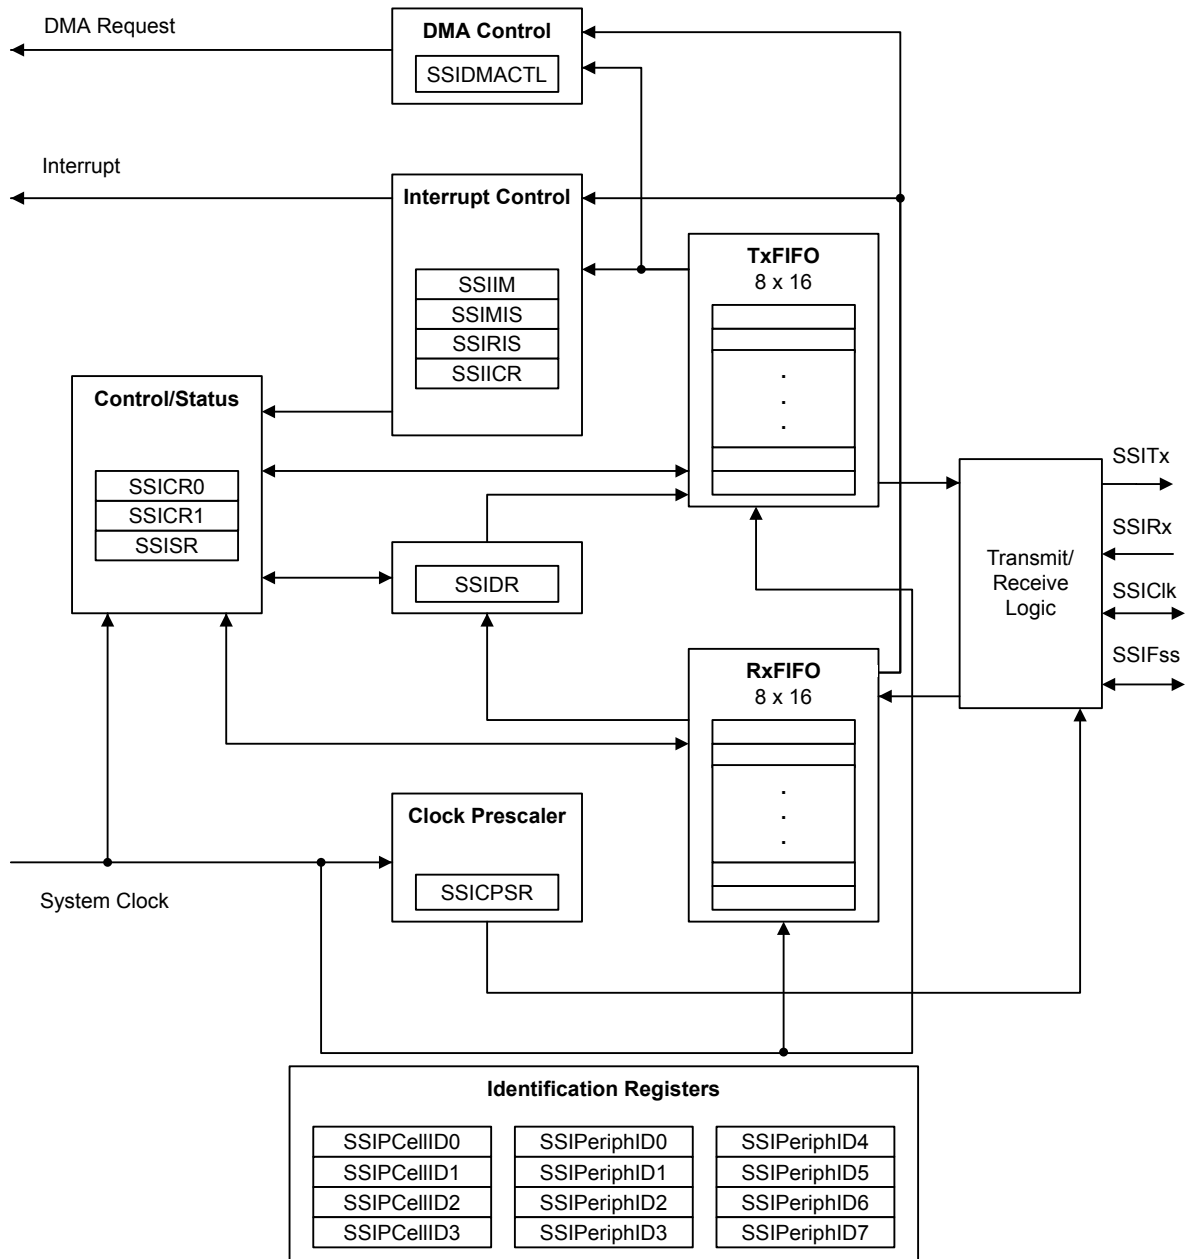 DMA Request
DMA Control
SSIDMACTL
Interrupt
Interrupt Control
SSIIM
SSIMIS
SSIRIS
SSIICR
TxFIFO
8 x 16
.
.
.
Control/Status
SSICR0
SSICR1
SSISR
SSIDR
Transmit/
Receive
Logic
SSITx
SSIRx
SSIClk
SSIFss
RxFIFO
8 x 16
.
.
.
Clock Prescaler
SSICPSR
System Clock
Identification Registers
SSIPCellID0
SSIPCellID1
SSIPCellID2
SSIPCellID3
SSIPeriphID0
SSIPeriphID1
SSIPeriphID2
SSIPeriphID3
SSIPeriphID4
SSIPeriphID5
SSIPeriphID6
SSIPeriphID7